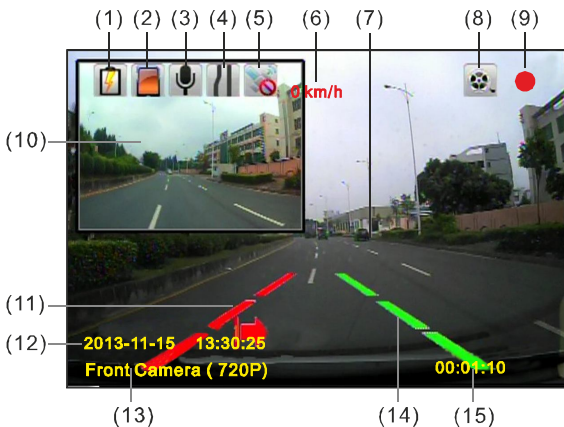 (1) (2) (3) (4) (5) (6) (7) (8) (9)
0 km/h
(10)
(11)
(12)
2013-11-15 13:30:25
Front Camera ( 720P)
00:01:10
(13) (14) (15)